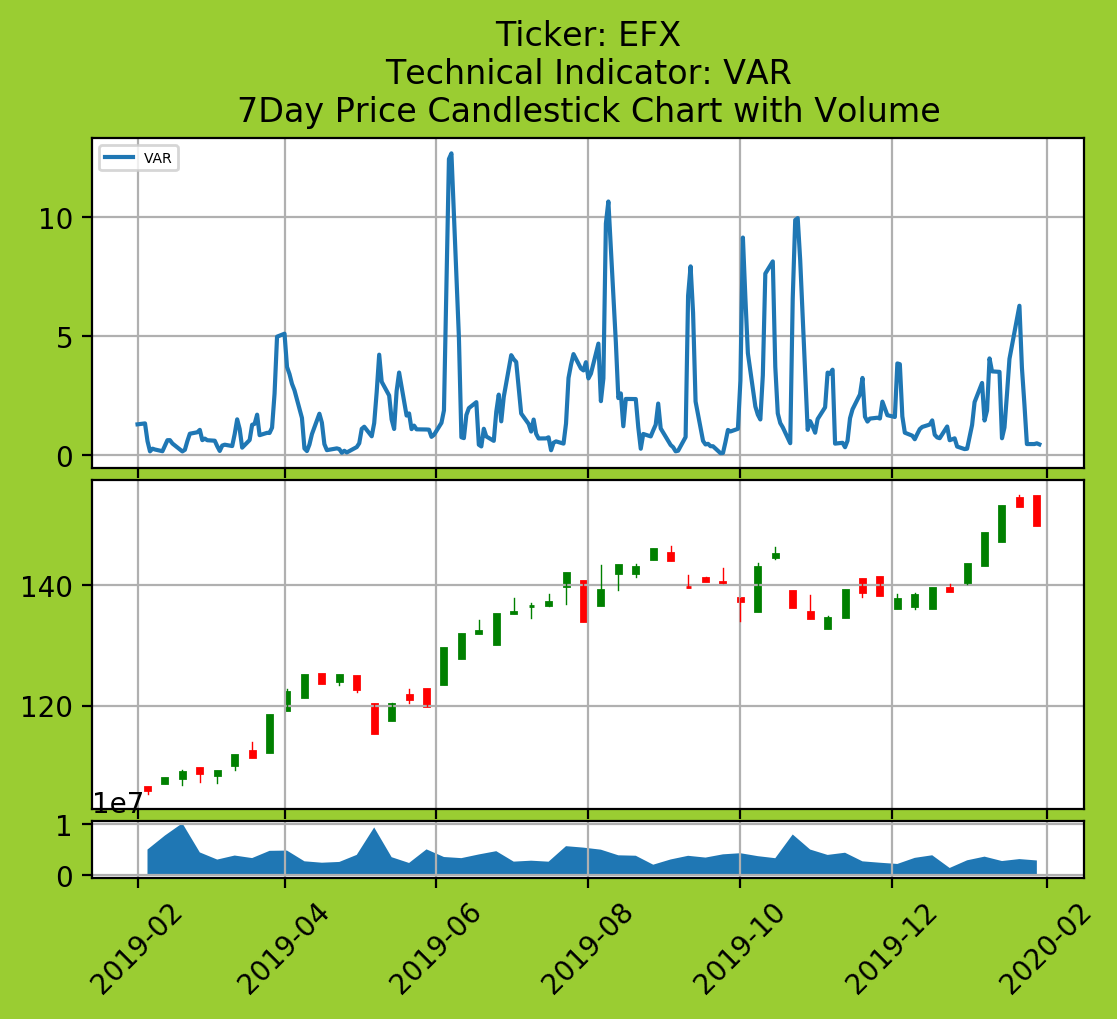 Ticker: EFX
Technical Indicator: VAR
7Day Price Candlestick Chart with Volume
VAR
10
5
0
140
120
1e7
1
0
2019-02
2019-04
2019-06
2019-08
2019-10
2019-12
2020-02